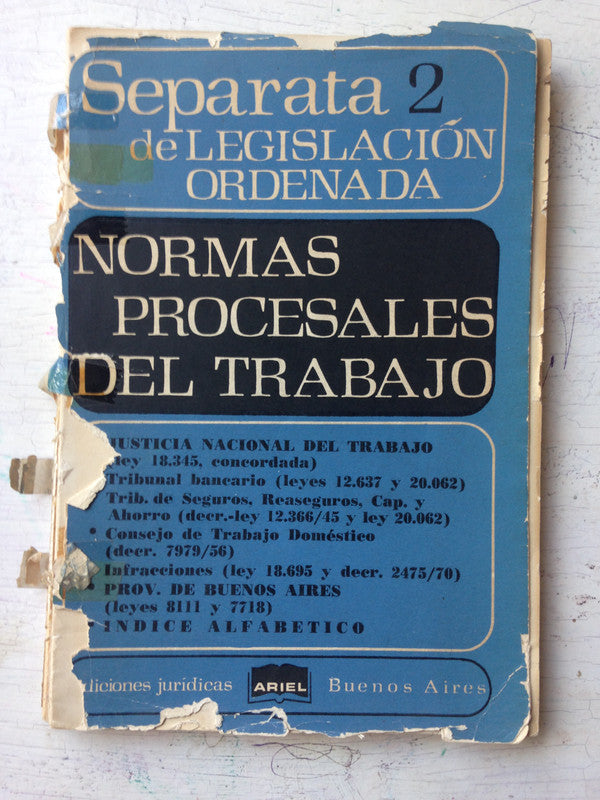 Separata 2
de LEGISLACIÓN
ORDENADA
NORMAS
PROCESALES
DEL TRABAJO
JUSTICIA NACIONAL DEL TRABAJO
ley 18.345, concordada)
Tribunal bancario (leyes 12.637 y 20.062)
Trib. de Seguros, Reaseguros, Cap. y
Ahorro (decr.-ley 12.366/45 y ley 20.062)
• Consejo de Trabajo Doméstico
(decr. 7979/56)
Infracciones (ley 18.695 y decr. 2475/70)
• PROV. DE BUENOS AIRES
(leyes 8111 y 7718)
• INDICE ALFABETICO
diciones jurídicas ARIEL Buenos Aires